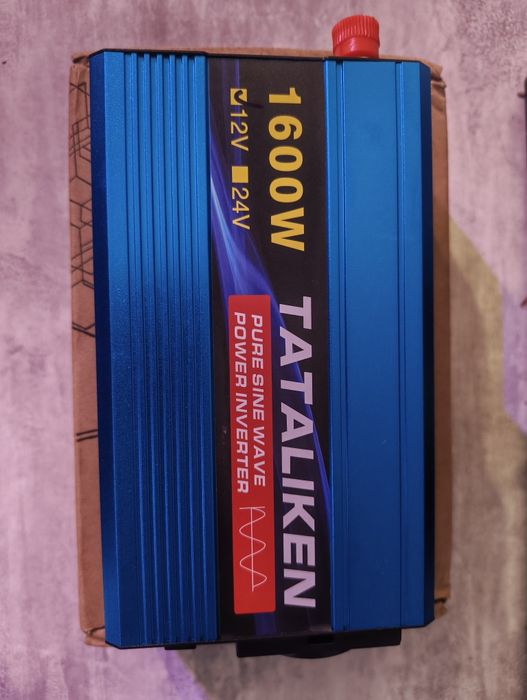 1600W
12V 24V
TATALIKEN
PURE SINE WAVE
POWER INVERTER